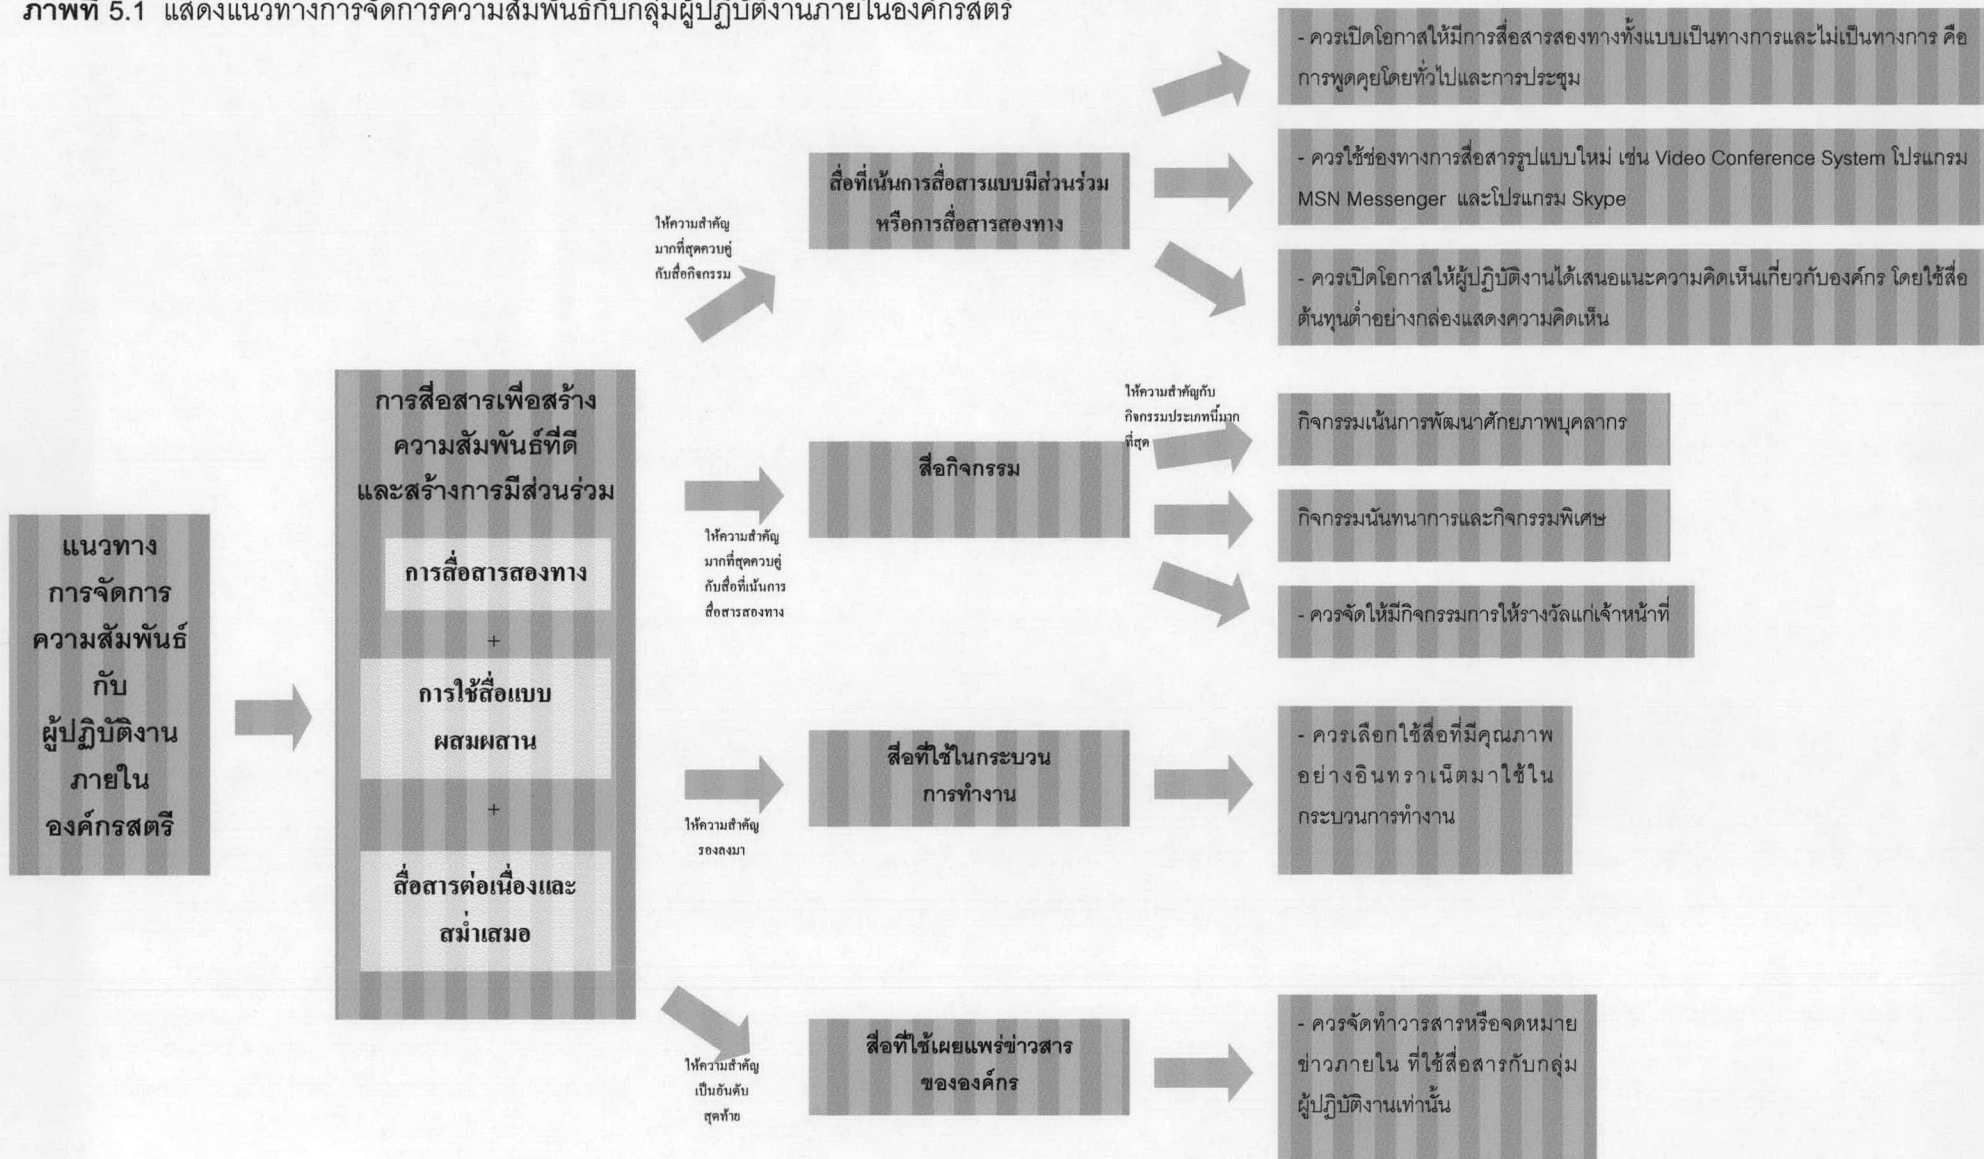 ภาพที่ 5.1 แสดงแนวทางการจัดการความสัมพันธ์กับกลุ่มผู้ปฏิบัติงานภายในองค์กรสตรี
แนวทาง
การจัดการ
ความสัมพันธ์
กับ
ผู้ปฏิบัติงาน
ภายใน
องค์กรสตรี
การสื่อสารเพื่อสร้าง
ความสัมพันธ์ที่ดี
และสร้างการมีส่วนร่วม
การสื่อสารสองทาง
+
การใช้สื่อแบบ
ผสมผสาน
+
สื่อสารต่อเนื่องและ
สม่ำเสมอ
ให้ความสำคัญ
มากที่สุดควบคู่
กับสื่อกิจกรรม
สื่อที่เน้นการสื่อสารแบบมีส่วนร่วม
หรือการสื่อสารสองทาง
- ควรเปิดโอกาสให้มีการสื่อสารสองทางทั้งแบบเป็นทางการและไม่เป็นทางการ คือ
การพูดคุยโดยทั่วไปและการประชุม
- ควรใช้ช่องทางการสื่อสารรูปแบบใหม่ เช่น Video Conference System โปรแกรม
MSN Messenger และโปรแกรม Skype
- ควรเปิดโอกาสให้ผู้ปฏิบัติงานได้เสนอแนะความคิดเห็นเกี่ยวกับองค์กร โดยใช้สื่อ
ต้นทุนต่ำอย่างกล่องแสดงความคิดเห็น
ให้ความสำคัญ
มากที่สุดควบคู่
กับสื่อที่เน้นการ
สื่อสารสองทาง
สื่อกิจกรรม
ให้ความสำคัญกับ
กิจกรรมประเภทนี้มาก
ที่สุด
กิจกรรมเน้นการพัฒนาศักยภาพบุคลากร
กิจกรรมนันทนาการและกิจกรรมพิเศษ
- ควรจัดให้มีกิจกรรมการให้รางวัลแก่เจ้าหน้าที่
ให้ความสำคัญ
รองลงมา
สื่อที่ใช้ในกระบวน
การทำงาน
- ควรเลือกใช้สื่อที่มีคุณภาพ
อย่างอินทราเน็ตมาใช้ใน
กระบวนการทำงาน
ให้ความสำคัญ
เป็นอันดับ
สุดท้าย
สื่อที่ใช้เผยแพร่ข่าวสาร
ขององค์กร
- ควรจัดทำวารสารหรือจดหมาย
ข่าวภายใน ที่ใช้สื่อสารกับกลุ่ม
ผู้ปฏิบัติงานเท่านั้น